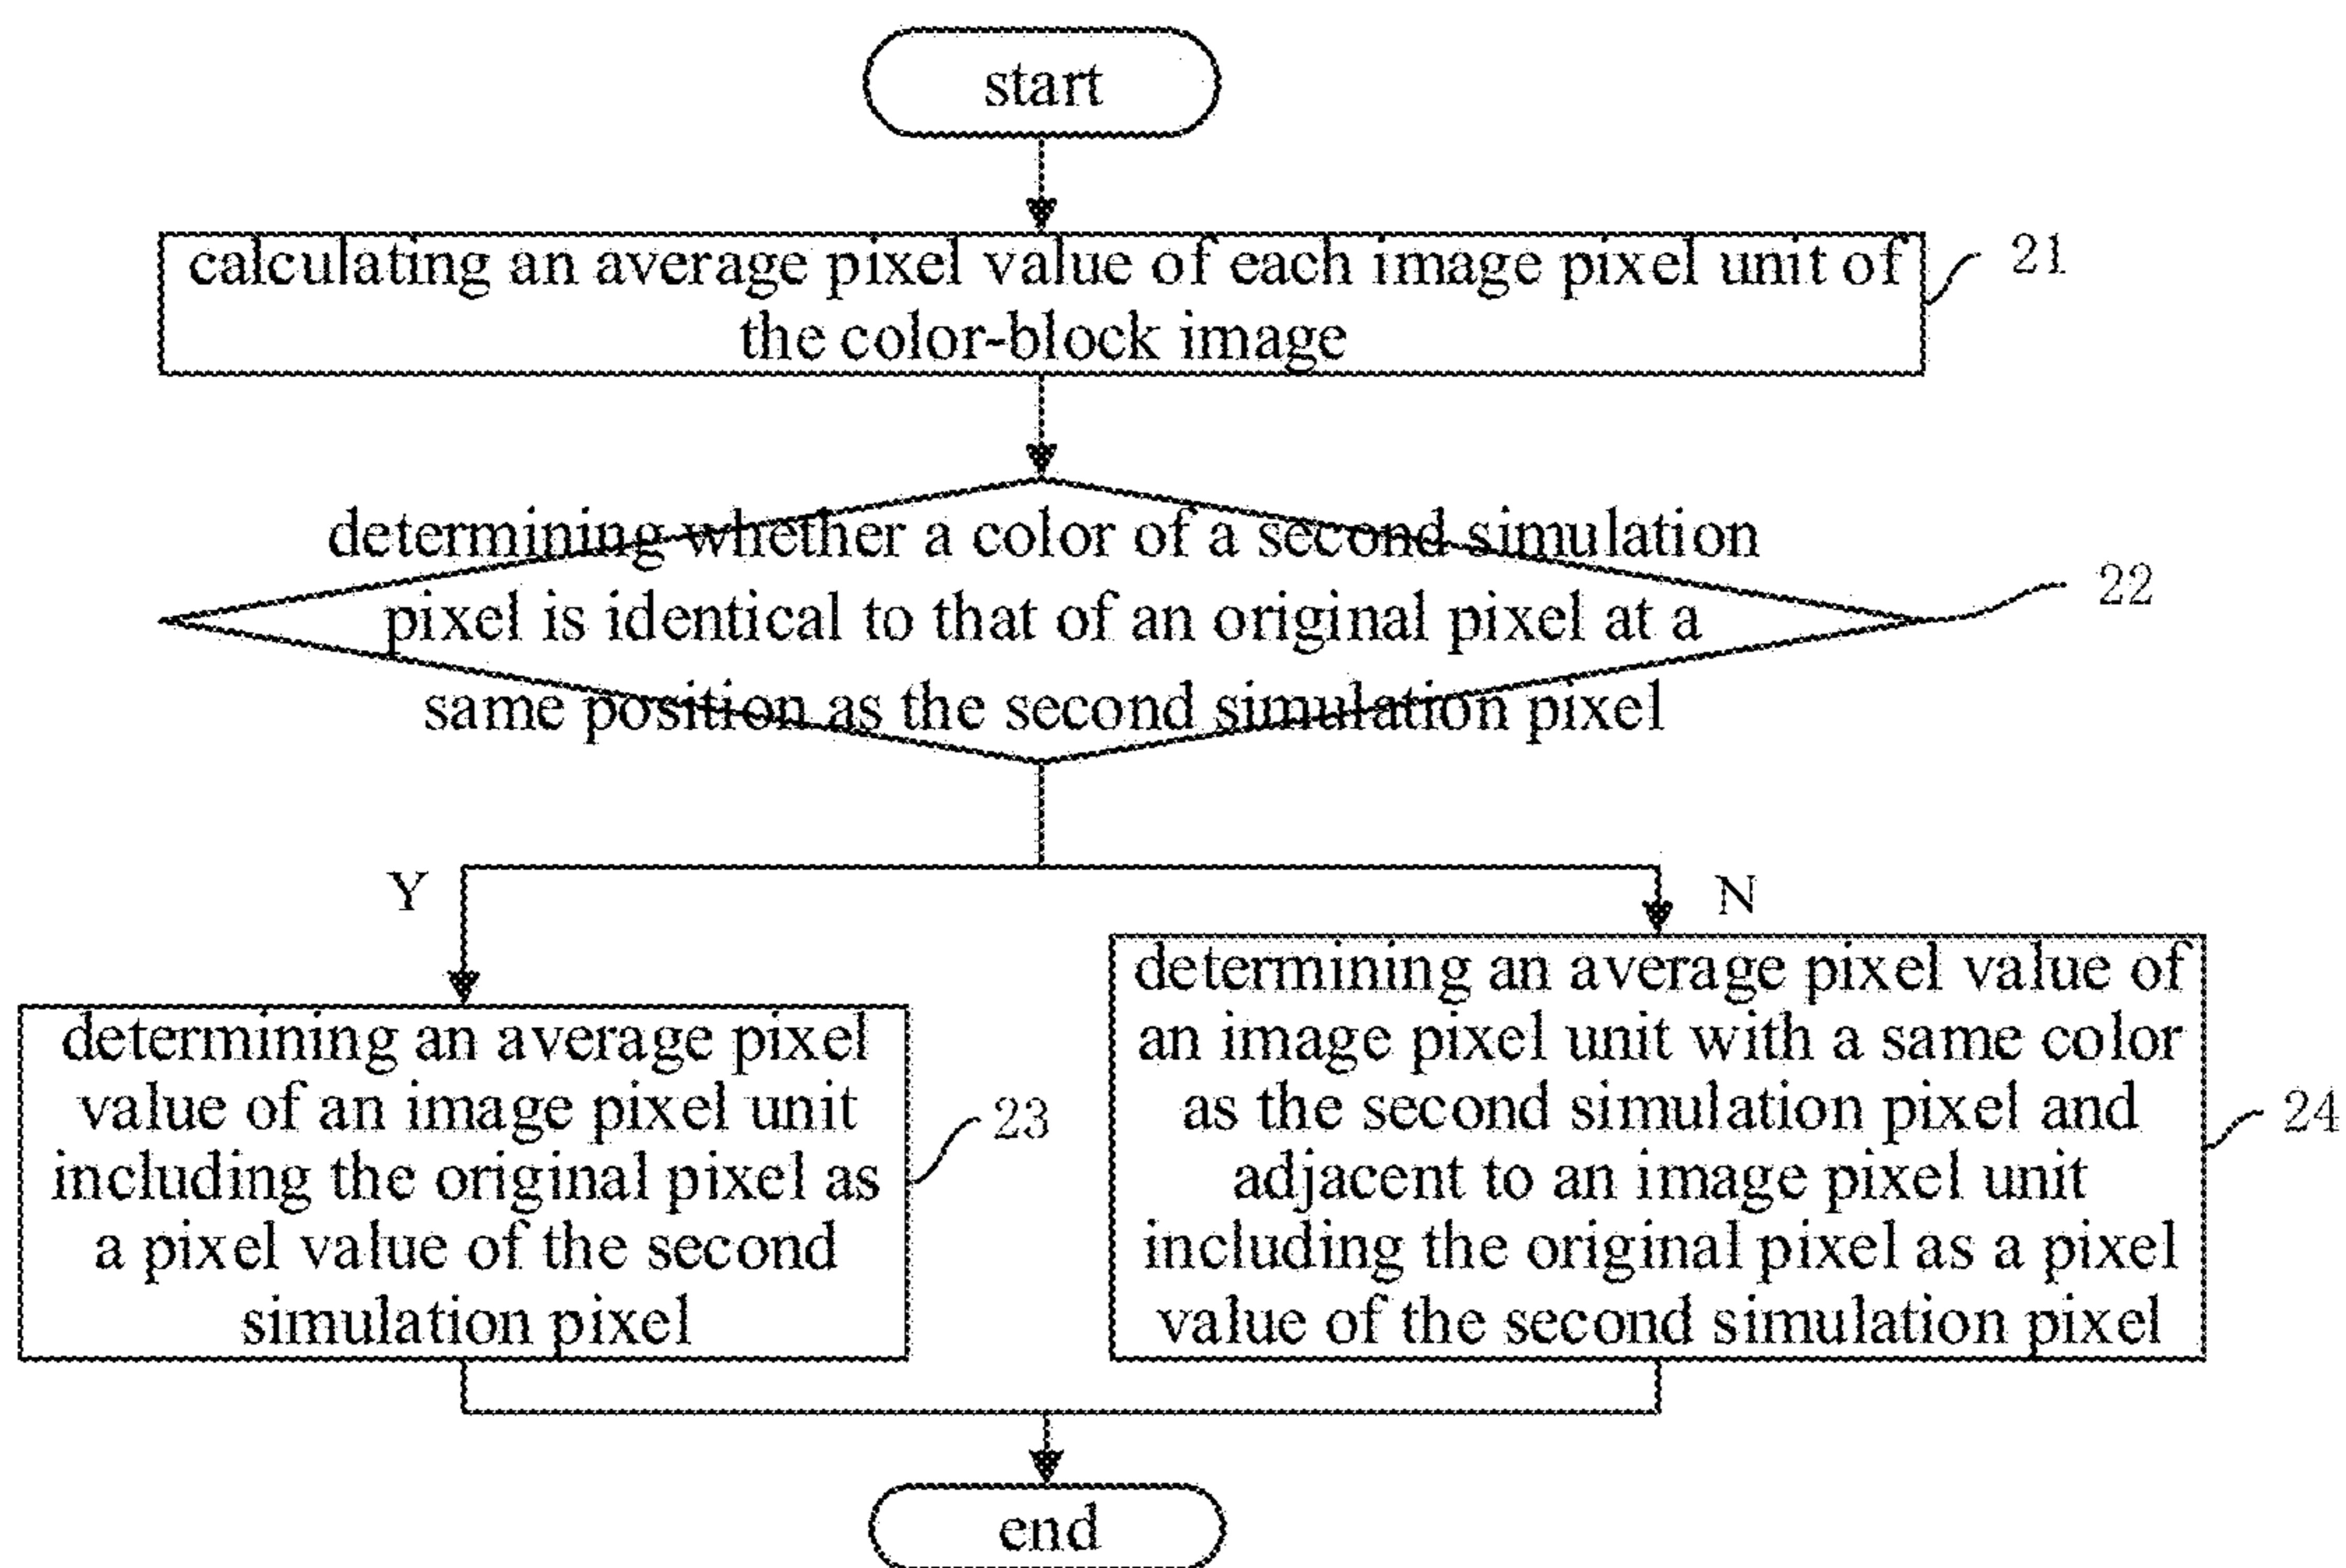 start
calculating an average pixel value of each image pixel unit of
the color-block image
21
determining whether a color of a second simulation
pixel is identical to that of an original pixel at a
same position as the second simulation pixel
22
Y
N
determining an average pixel
value of an image pixel unit
including the original pixel as
a pixel value of the second
simulation pixel
23
determining an average pixel value of
an image pixel unit with a same color
as the second simulation pixel and
adjacent to an image pixel unit
including the original pixel as a pixel
value of the second simulation pixel
24
end